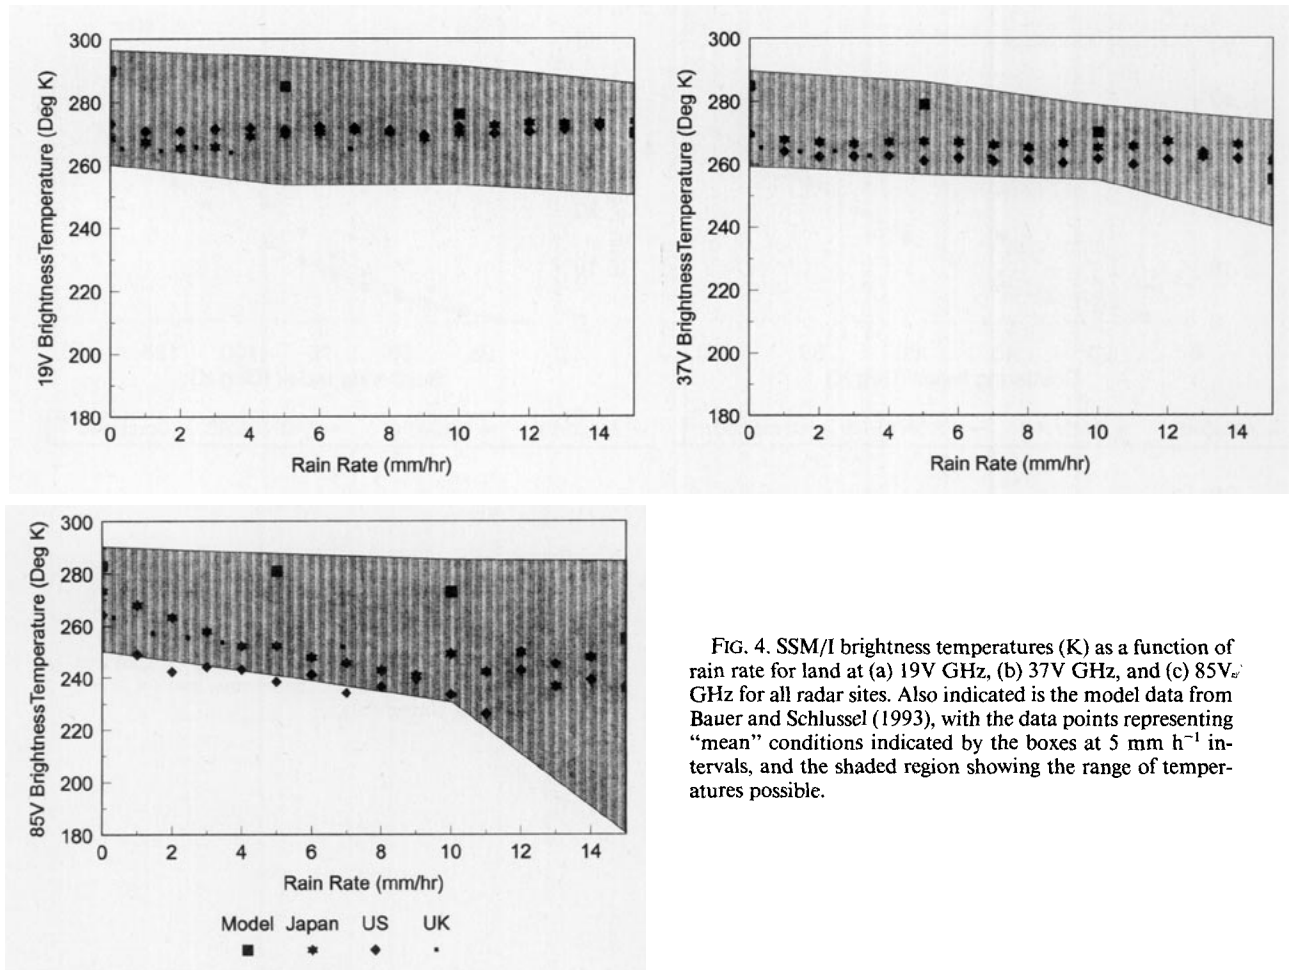 300
280
260
240
220
200
180
19V BrightnessTemperature (Deg K)
0 2 4 6 8 10 12 14
Rain Rate (mm/hr)
300
280
260
240
220
200
180
37V BrightnessTemperature (Deg K)
0 2 4 6 8 10 12 14
Rain Rate (mm/hr)
300
280
260
240
220
200
180
85V BrightnessTemperature (Deg K)
0 2 4 6 8 10 12 14
Rain Rate (mm/hr)
Model Japan US UK
FIG. 4. SSM/I brightness temperatures (K) as a function of
rain rate for land at (a) 19V GHz, (b) 37V GHz, and (c) 85V
GHz for all radar sites. Also indicated is the model data from
Bauer and Schlussel (1993), with the data points representing
“mean” conditions indicated by the boxes at 5 mm h⁻¹ in-
tervals, and the shaded region showing the range of temper-
atures possible.